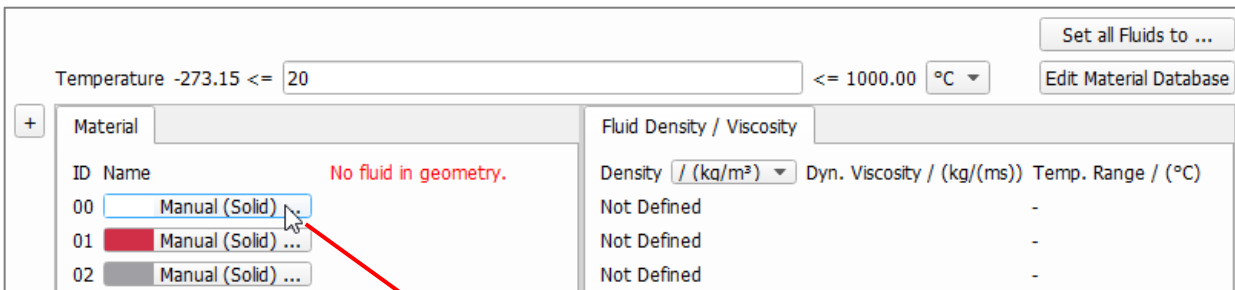 Set all Fluids to ...
Temperature -273.15 <= 20 <= 1000.00 °C Edit Material Database
+ Material Fluid Density / Viscosity
ID Name No fluid in geometry. Density / (kg/m³) Dyn. Viscosity / (kg/(ms)) Temp. Range / (°C)
00 Manual (Solid) ... Not Defined -
01 Manual (Solid) ... Not Defined -
02 Manual (Solid) ... Not Defined -